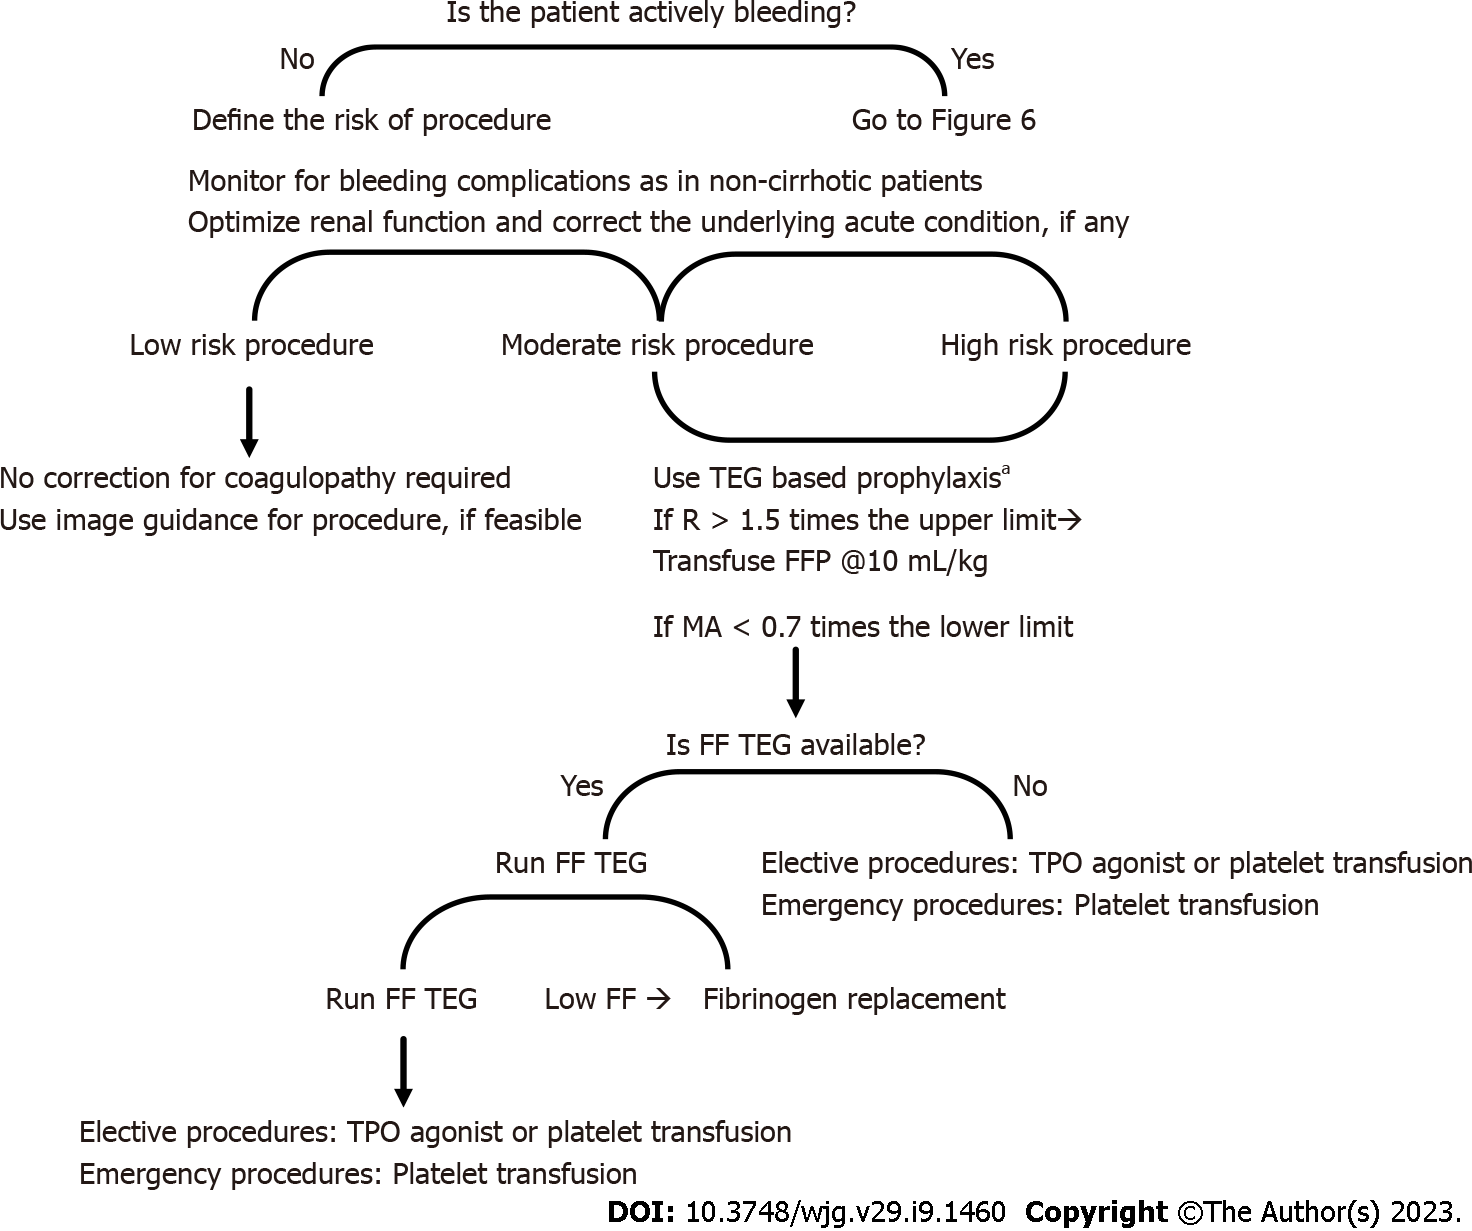 Is the patient actively bleeding?
No
Yes
Define the risk of procedure
Go to Figure 6
Monitor for bleeding complications as in non-cirrhotic patients
Optimize renal function and correct the underlying acute condition, if any
Low risk procedure
Moderate risk procedure
High risk procedure
No correction for coagulopathy required
Use image guidance for procedure, if feasible
Use TEG based prophylaxisᵃ
If R > 1.5 times the upper limit→
Transfuse FFP @10 mL/kg
If MA < 0.7 times the lower limit
Is FF TEG available?
Yes
No
Run FF TEG
Elective procedures: TPO agonist or platelet transfusion
Emergency procedures: Platelet transfusion
Run FF TEG
Low FF →
Fibrinogen replacement
Elective procedures: TPO agonist or platelet transfusion
Emergency procedures: Platelet transfusion
DOI: 10.3748/wjg.v29.i9.1460 Copyright ©The Author(s) 2023.